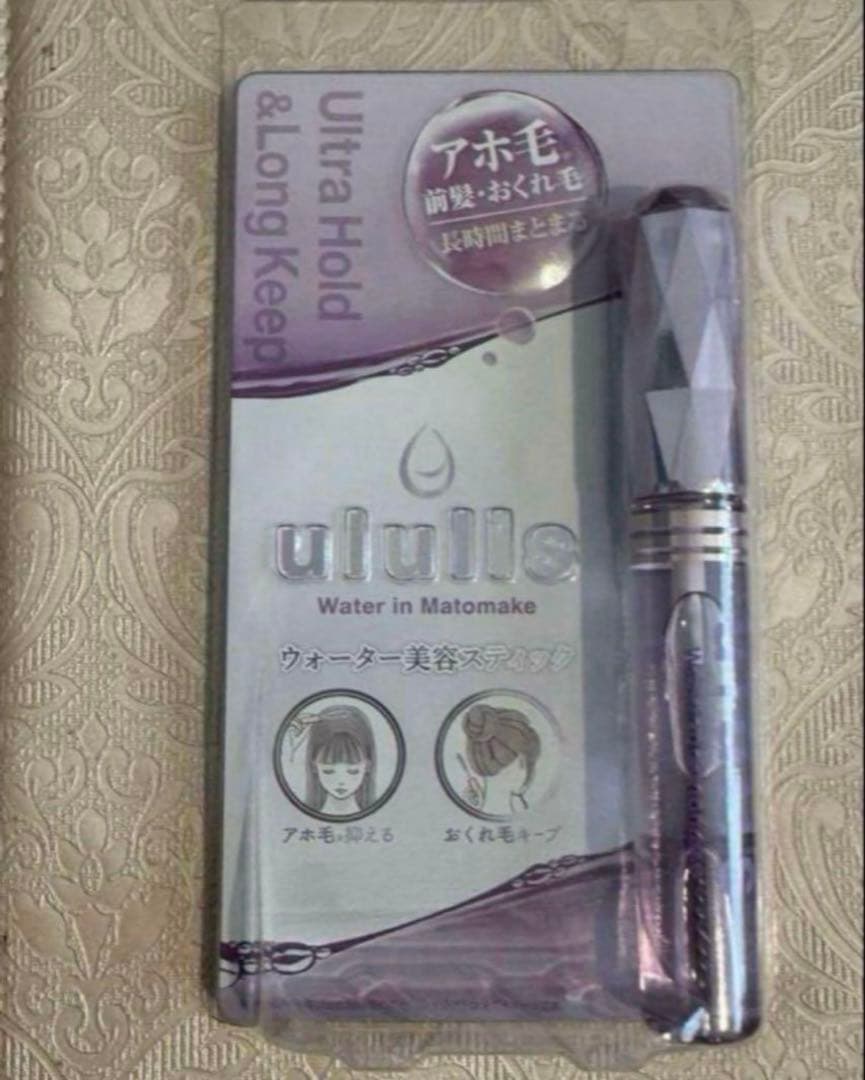 Ultra Hold
&Long Keep
アホ毛
前髪・おくれ毛
長時間まとまる
ululls
Water in Matomake
ウォーター美容スティック
アホ毛を抑える
おくれ毛キープ